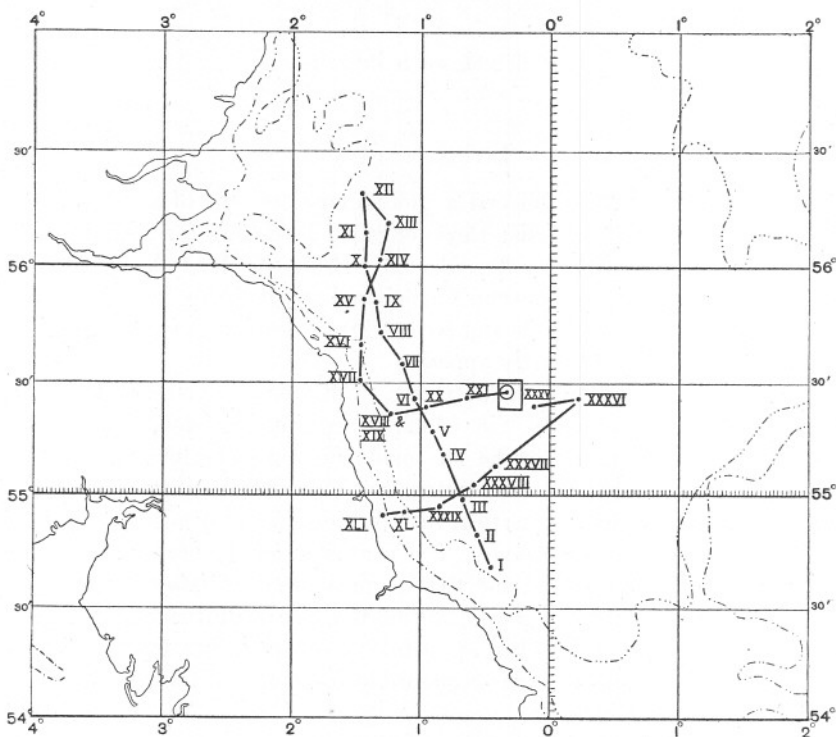 4° 3° 2° 1° 0° 1° 2°
30' 30'
XII
XIII
XI
XIV
X
56° 56°
XV IX
VIII
XVI
VII
30' XVII 30'
XXI XXXV XXXVI
VI XX
XVIII &
XIX
V
IV
XXXVII
55° XXXVIII 55°
III
XXXIX
XLI XL
II
I
30' 30'
54° 54°
4° 3° 2° 1° 0° 1° 2°